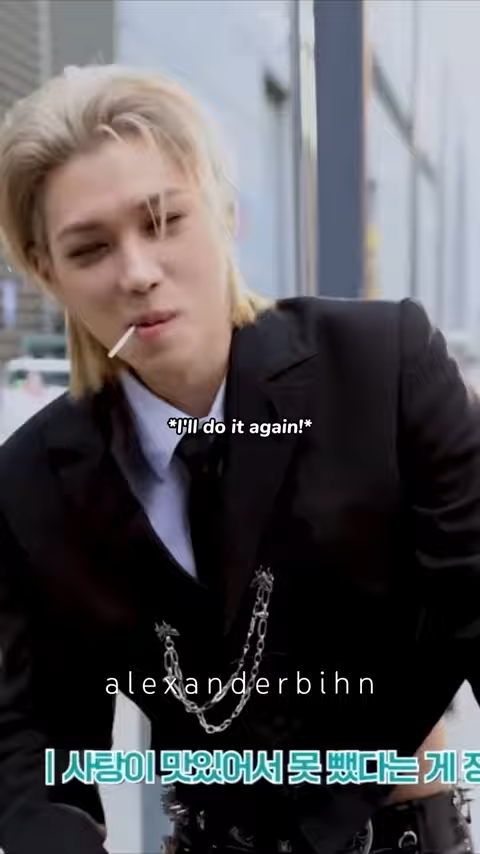 *I'll do it again!*
alexanderbihn
| 사탕이 맛있어서 못 뺐다는 게